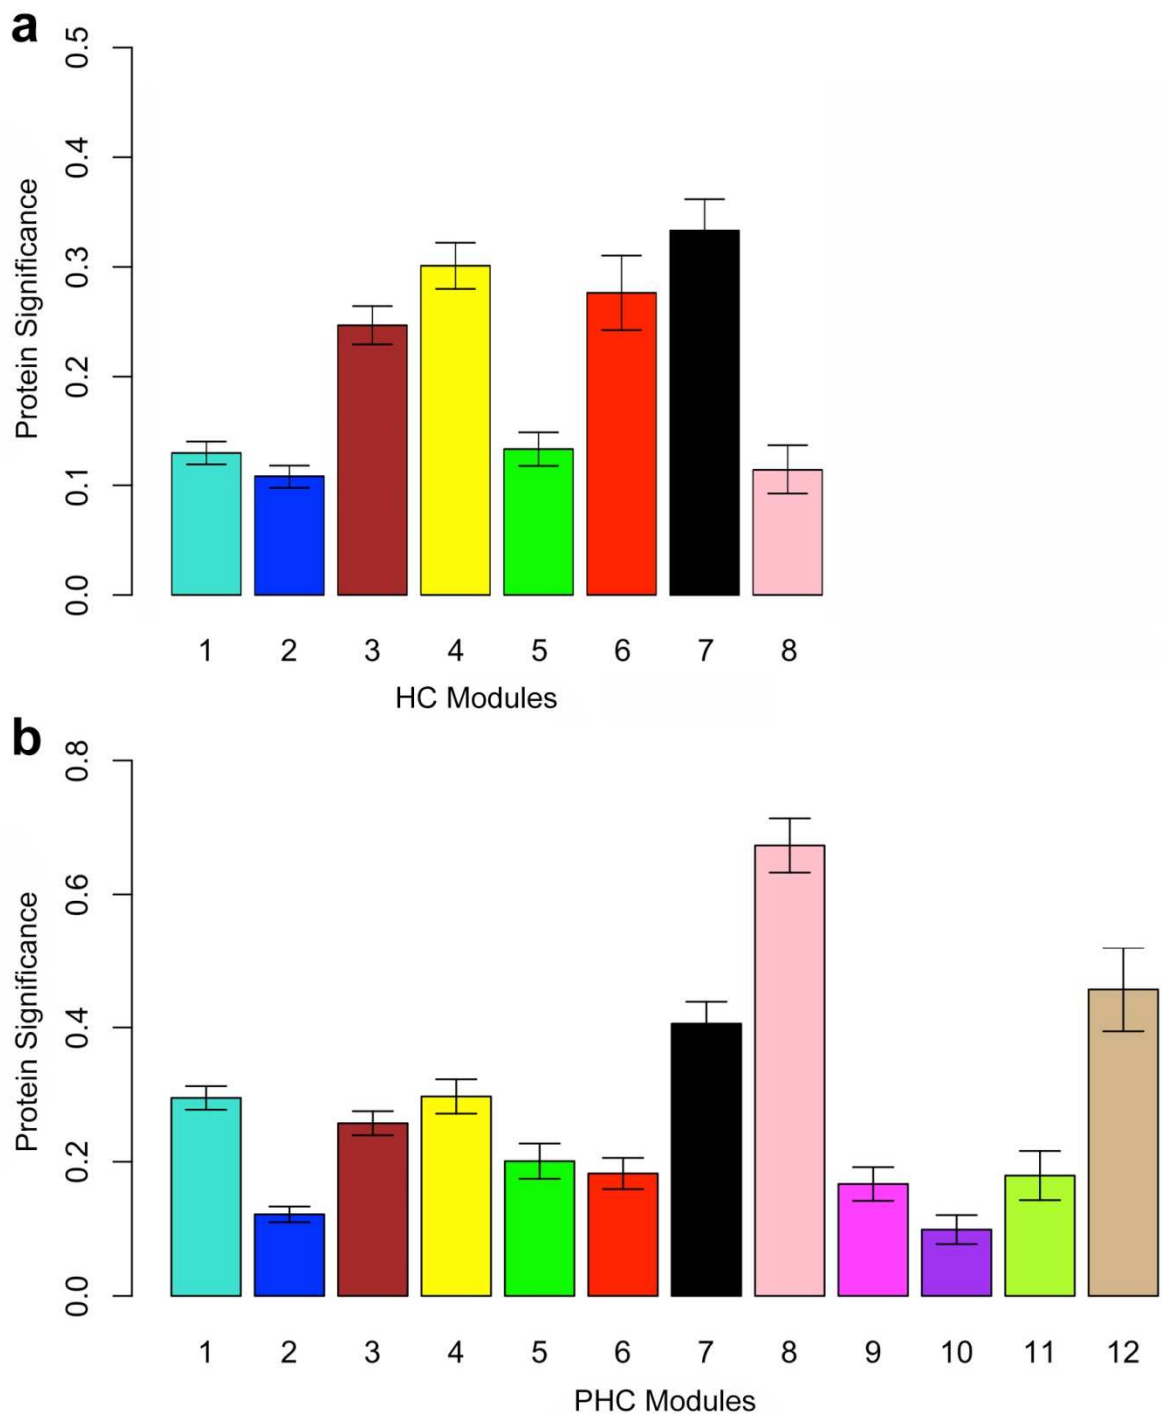 a
0.5
0.4
0.3
0.2
0.1
0.0
Protein Significance
1 2 3 4 5 6 7 8
HC Modules
b
0.8
0.6
0.4
0.2
0.0
Protein Significance
1 2 3 4 5 6 7 8 9 10 11 12
PHC Modules